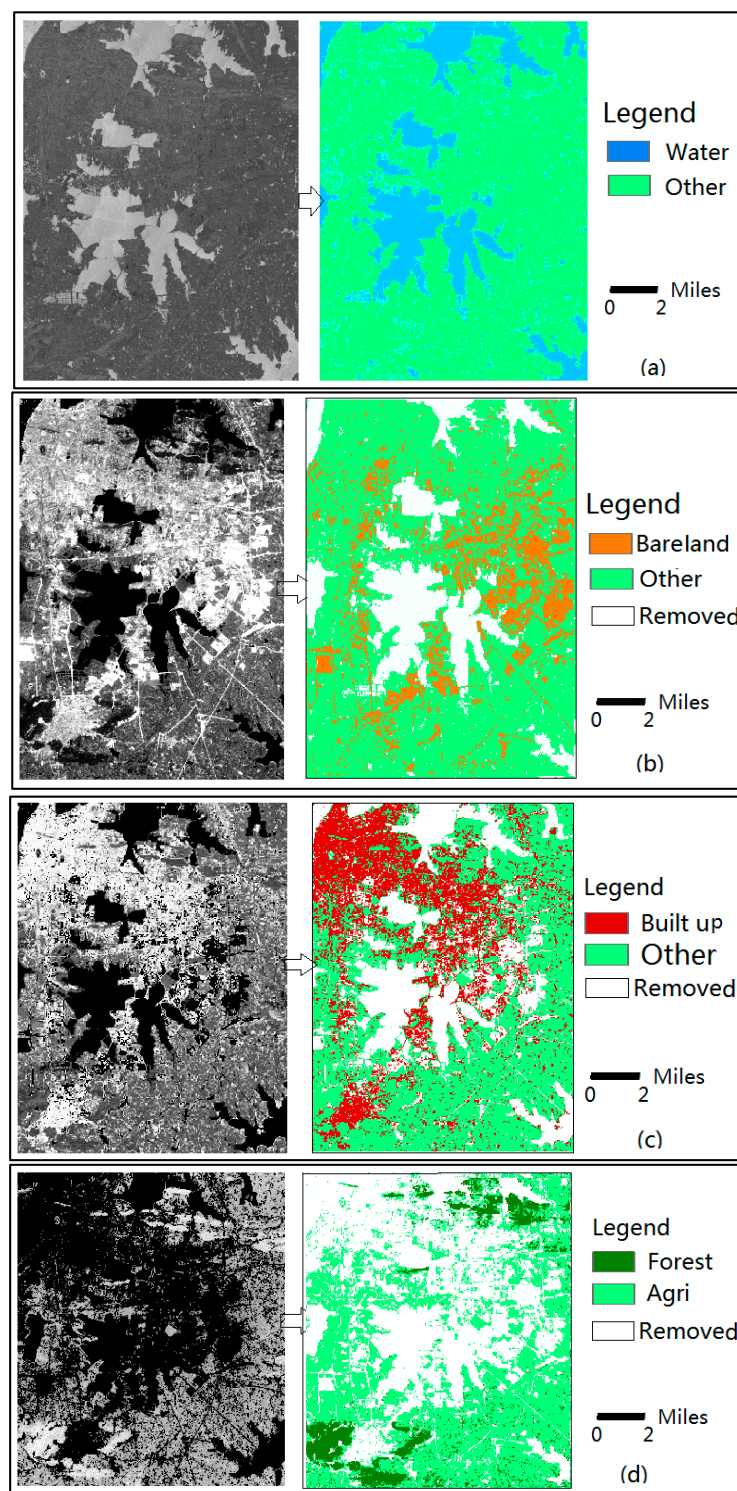 Legend
Water
Other
Miles
0 2
(a)
Legend
Bareland
Other
Removed
Miles
0 2
(b)
Legend
Built up
Other
Removed
Miles
0 2
(c)
Legend
Forest
Agri
Removed
Miles
0 2
(d)